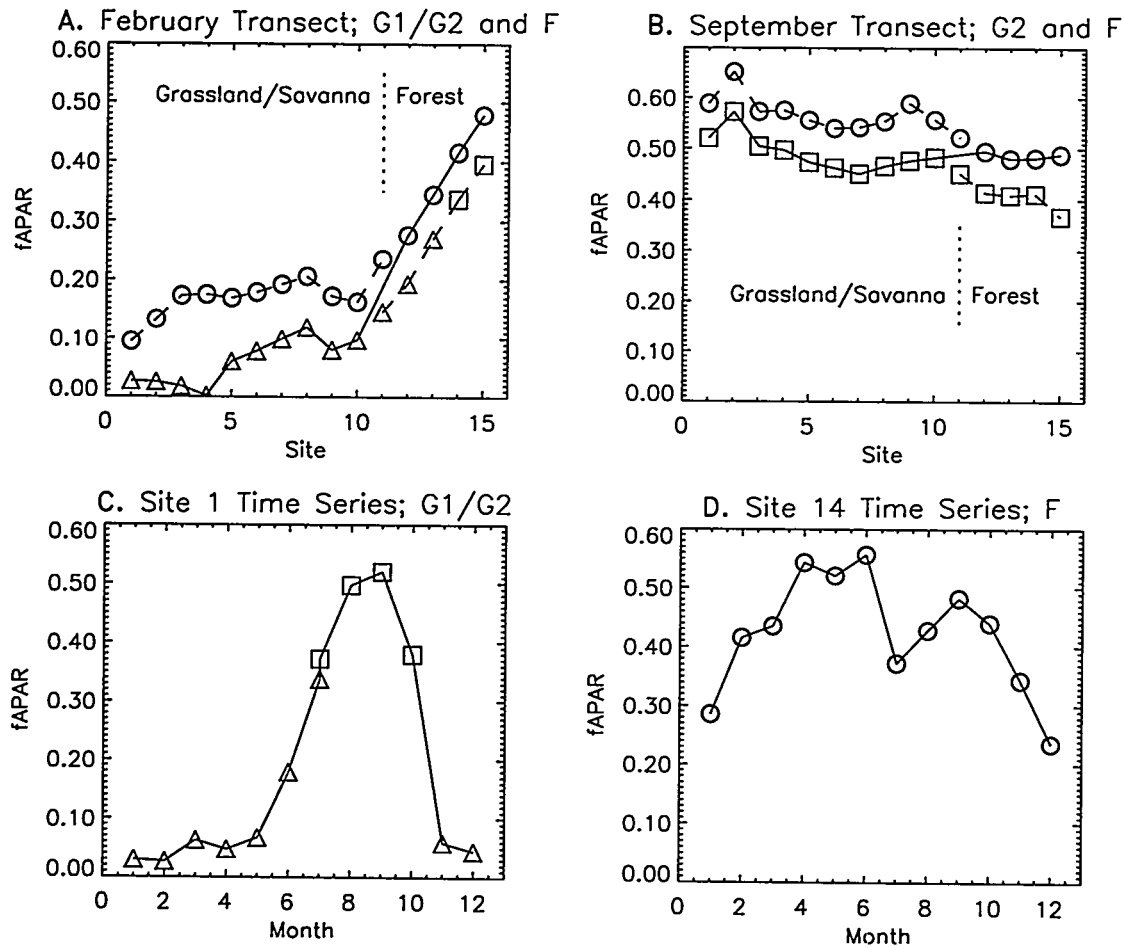 A. February Transect; G1/G2 and F
0.60
0.50
0.40
0.30
0.20
0.10
0.00
fAPAR
Grassland/Savanna
Forest
0 5 10 15
Site
B. September Transect; G2 and F
0.60
0.50
0.40
0.30
0.20
0.10
0.00
fAPAR
Grassland/Savanna
Forest
0 5 10 15
Site
C. Site 1 Time Series; G1/G2
0.60
0.50
0.40
0.30
0.20
0.10
0.00
fAPAR
0 2 4 6 8 10 12
Month
D. Site 14 Time Series; F
0.60
0.50
0.40
0.30
0.20
0.10
0.00
fAPAR
0 2 4 6 8 10 12
Month